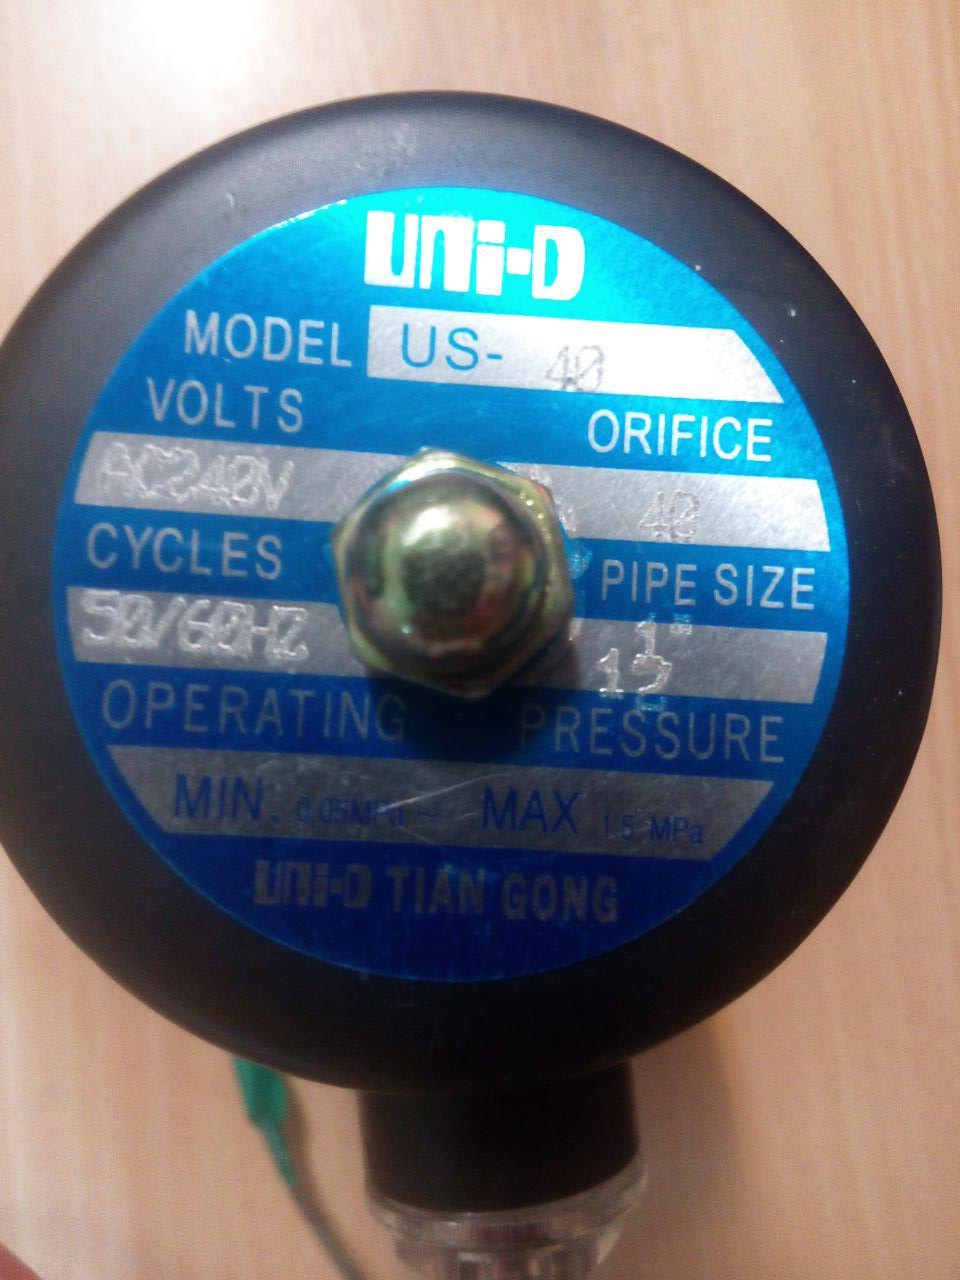 UNi-D
MODEL US- 40
VOLTS ORIFICE
AC240V 40
CYCLES PIPE SIZE
50/60HZ 1 1/2"
OPERATING PRESSURE
MIN. 0.05MPa ~ MAX 1.5 MPa
UNi-D TIAN GONG